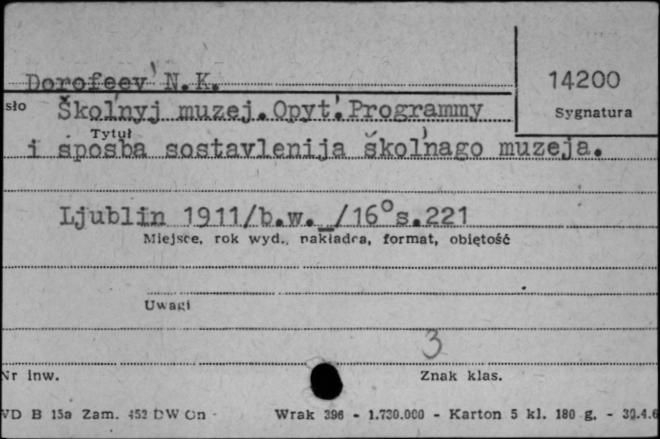 Dorofeev' N.K.
14200
sło
Školnyj muzej. Opyt'. Programmy
Sygnatura
Tytuł
i sposba sostavlenija školnago muzeja.
Ljublin 1911/b.w._/16° s.221
Miejsce, rok wyd., nakładca, format, objętość
Uwagi
3
Nr inw.
Znak klas.
VD B 15a Zam. 452 DW On - Wrak 396 - 1.730.000 - Karton 5 kl. 180 g. - 30.4.6